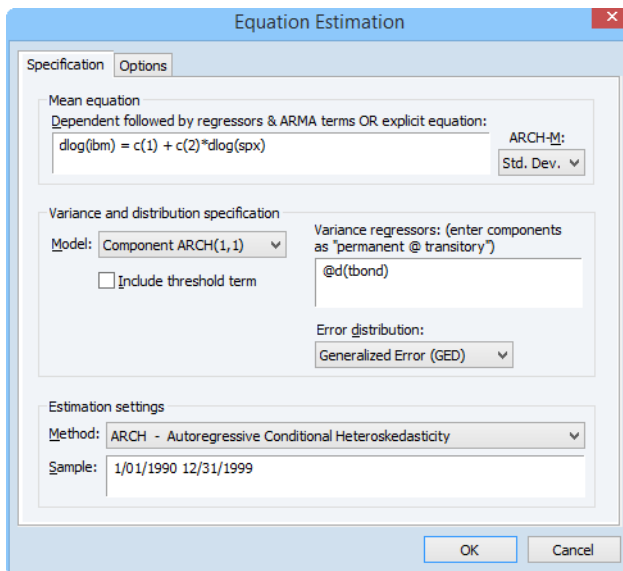 Equation Estimation
Specification
Options
Mean equation
Dependent followed by regressors & ARMA terms OR explicit equation:
dlog(ibm) = c(1) + c(2)*dlog(spx)
ARCH-M:
Std. Dev.
Variance and distribution specification
Model: Component ARCH(1,1)
Include threshold term
Variance regressors: (enter components
as "permanent @ transitory")
@d(tbond)
Error distribution:
Generalized Error (GED)
Estimation settings
Method: ARCH - Autoregressive Conditional Heteroskedasticity
Sample: 1/01/1990 12/31/1999
OK
Cancel